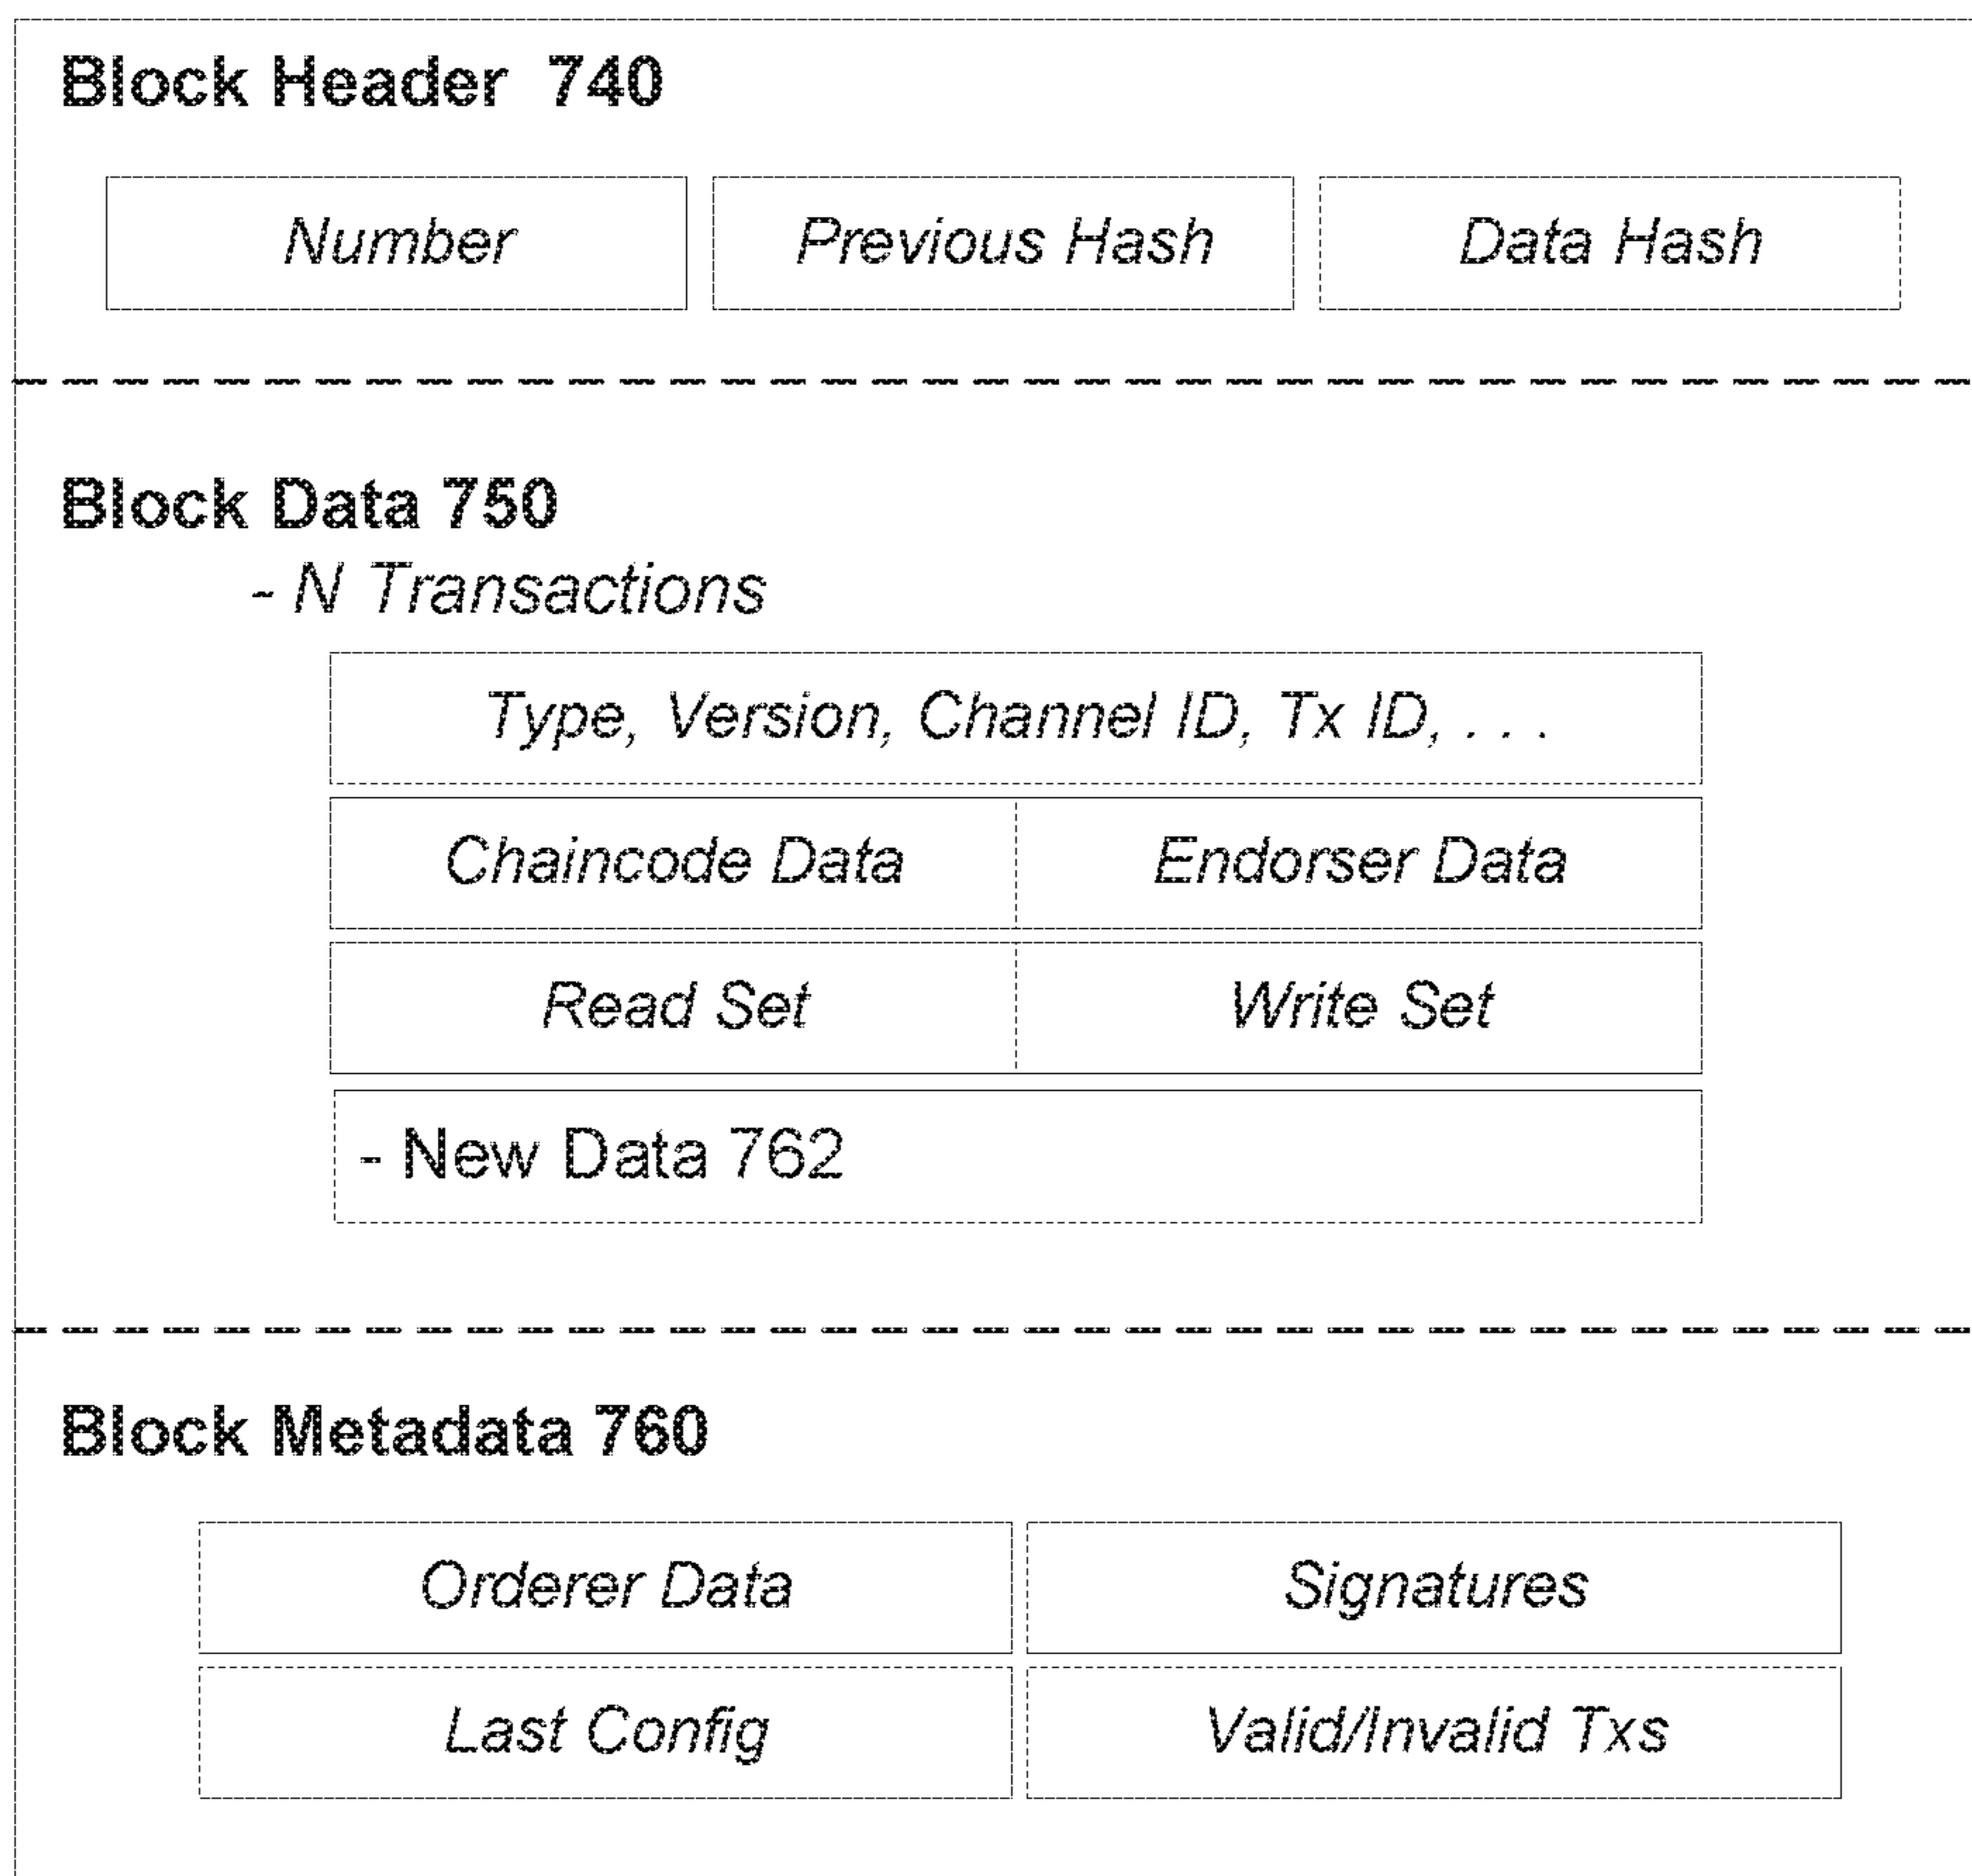 Block Header 740
Number Previous Hash Data Hash
Block Data 750
- N Transactions
Type, Version, Channel ID, Tx ID, . . .
Chaincode Data Endorser Data
Read Set Write Set
- New Data 762
Block Metadata 760
Orderer Data Signatures
Last Config Valid/Invalid Txs